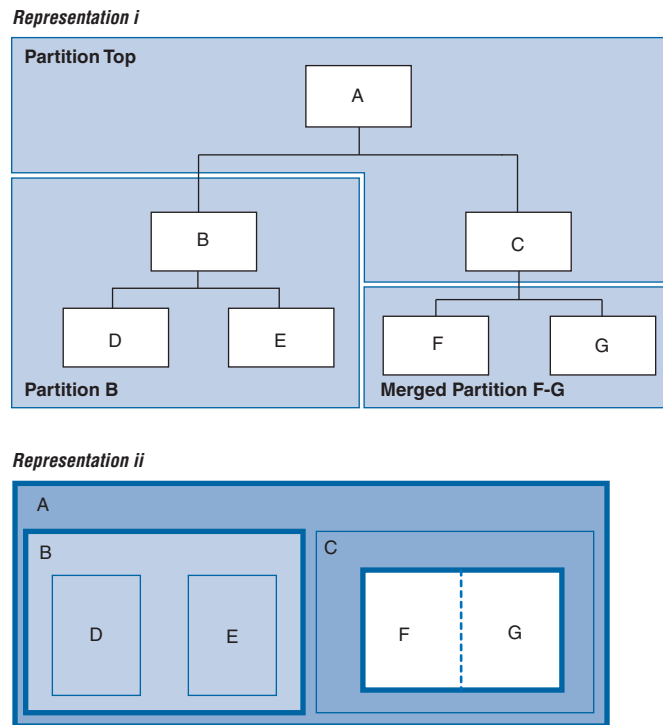 Representation i
Partition Top
A
B
C
D
E
F
G
Partition B
Merged Partition F-G
Representation ii
A
B
C
D
E
F
G